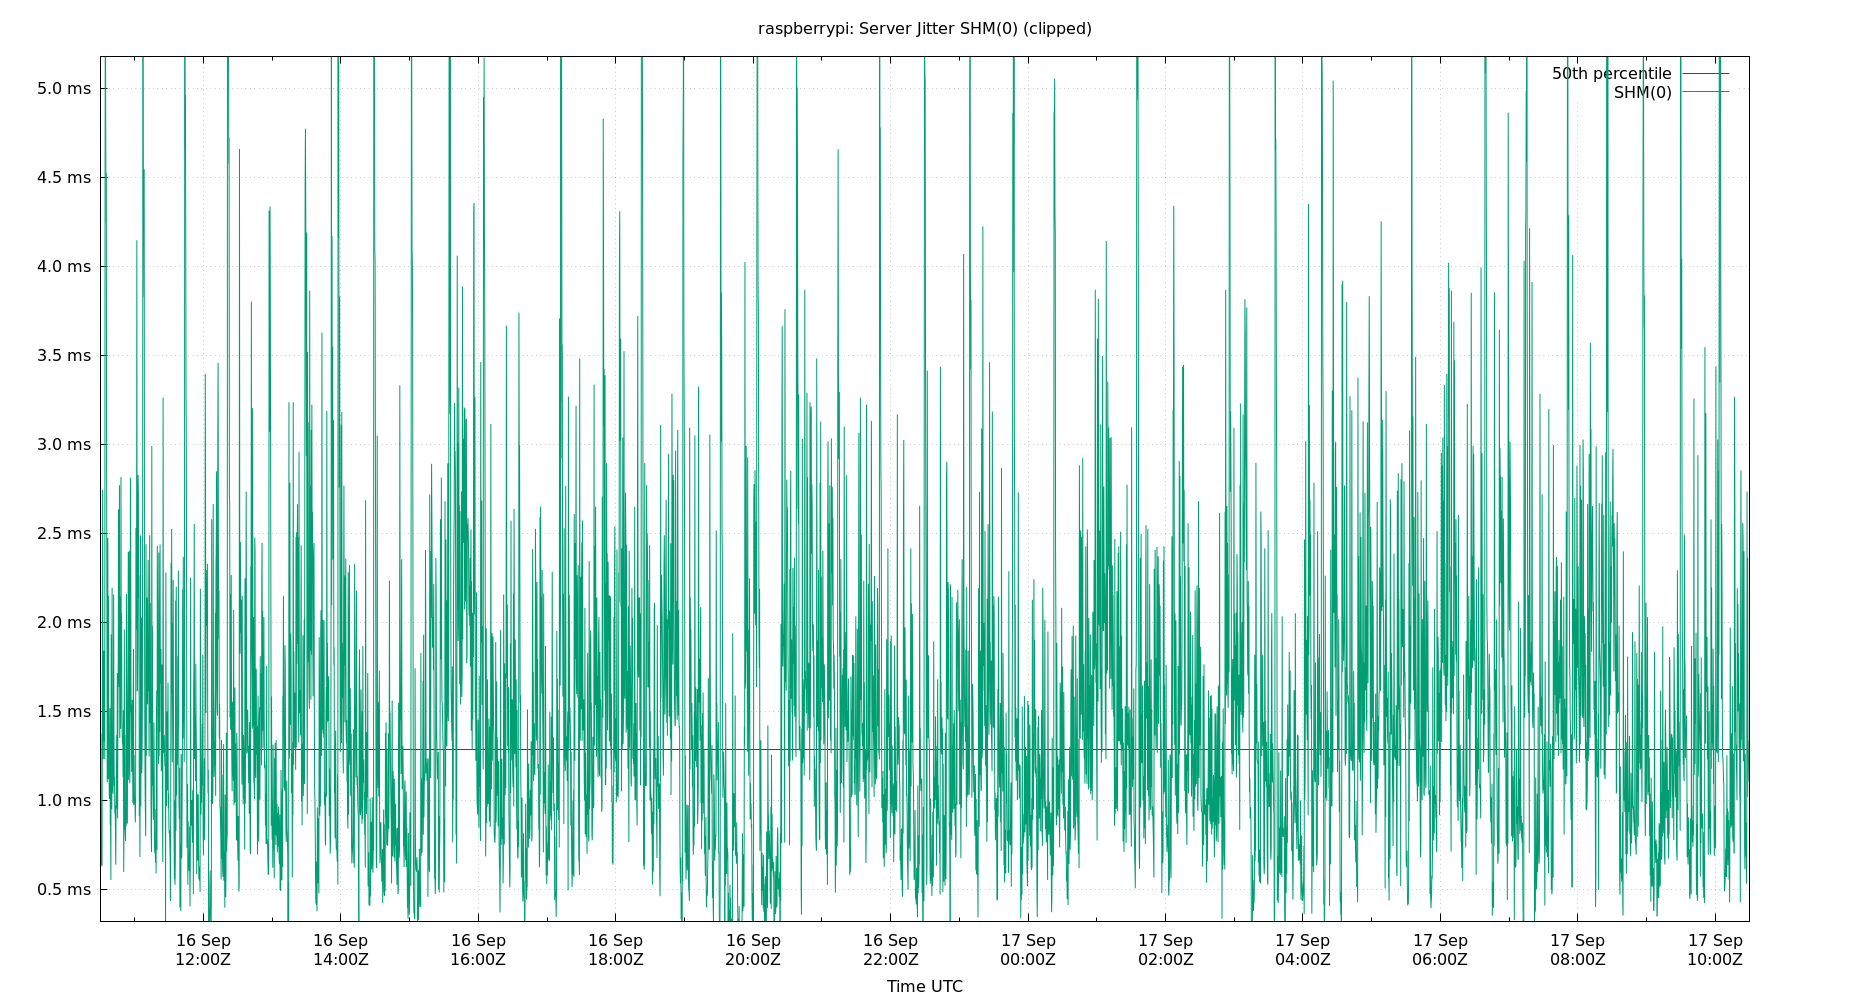 raspberrypi: Server Jitter SHM(0) (clipped)
50th percentile
SHM(0)
5.0 ms
4.5 ms
4.0 ms
3.5 ms
3.0 ms
2.5 ms
2.0 ms
1.5 ms
1.0 ms
0.5 ms
16 Sep 16 Sep 16 Sep 16 Sep 16 Sep 16 Sep 17 Sep 17 Sep 17 Sep 17 Sep 17 Sep 17 Sep
12:00Z 14:00Z 16:00Z 18:00Z 20:00Z 22:00Z 00:00Z 02:00Z 04:00Z 06:00Z 08:00Z 10:00Z
Time UTC